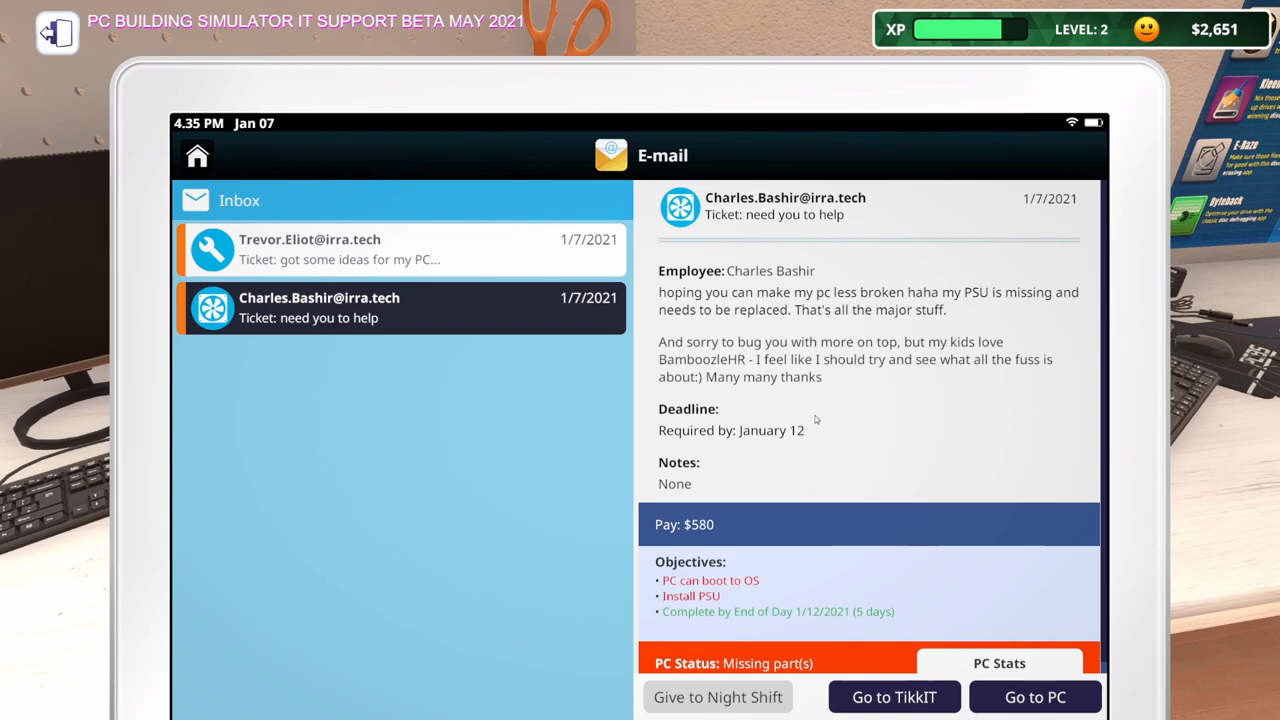 PC BUILDING SIMULATOR IT SUPPORT BETA MAY 2021
XP
LEVEL: 2
$2,651
4.35 PM Jan 07
E-mail
Inbox
Trevor.Eliot@irra.tech
1/7/2021
Ticket: got some ideas for my PC...
Charles.Bashir@irra.tech
1/7/2021
Ticket: need you to help
Charles.Bashir@irra.tech
1/7/2021
Ticket: need you to help
Employee: Charles Bashir
hoping you can make my pc less broken haha my PSU is missing and
needs to be replaced. That's all the major stuff.
And sorry to bug you with more on top, but my kids love
BamboozleHR - I feel like I should try and see what all the fuss is
about:) Many many thanks
Deadline:
Required by: January 12
Notes:
None
Pay: $580
Objectives:
• PC can boot to OS
• Install PSU
• Complete by End of Day 1/12/2021 (5 days)
PC Status: Missing part(s)
PC Stats
Give to Night Shift
Go to TikkIT
Go to PC
E-Raze
Byteback